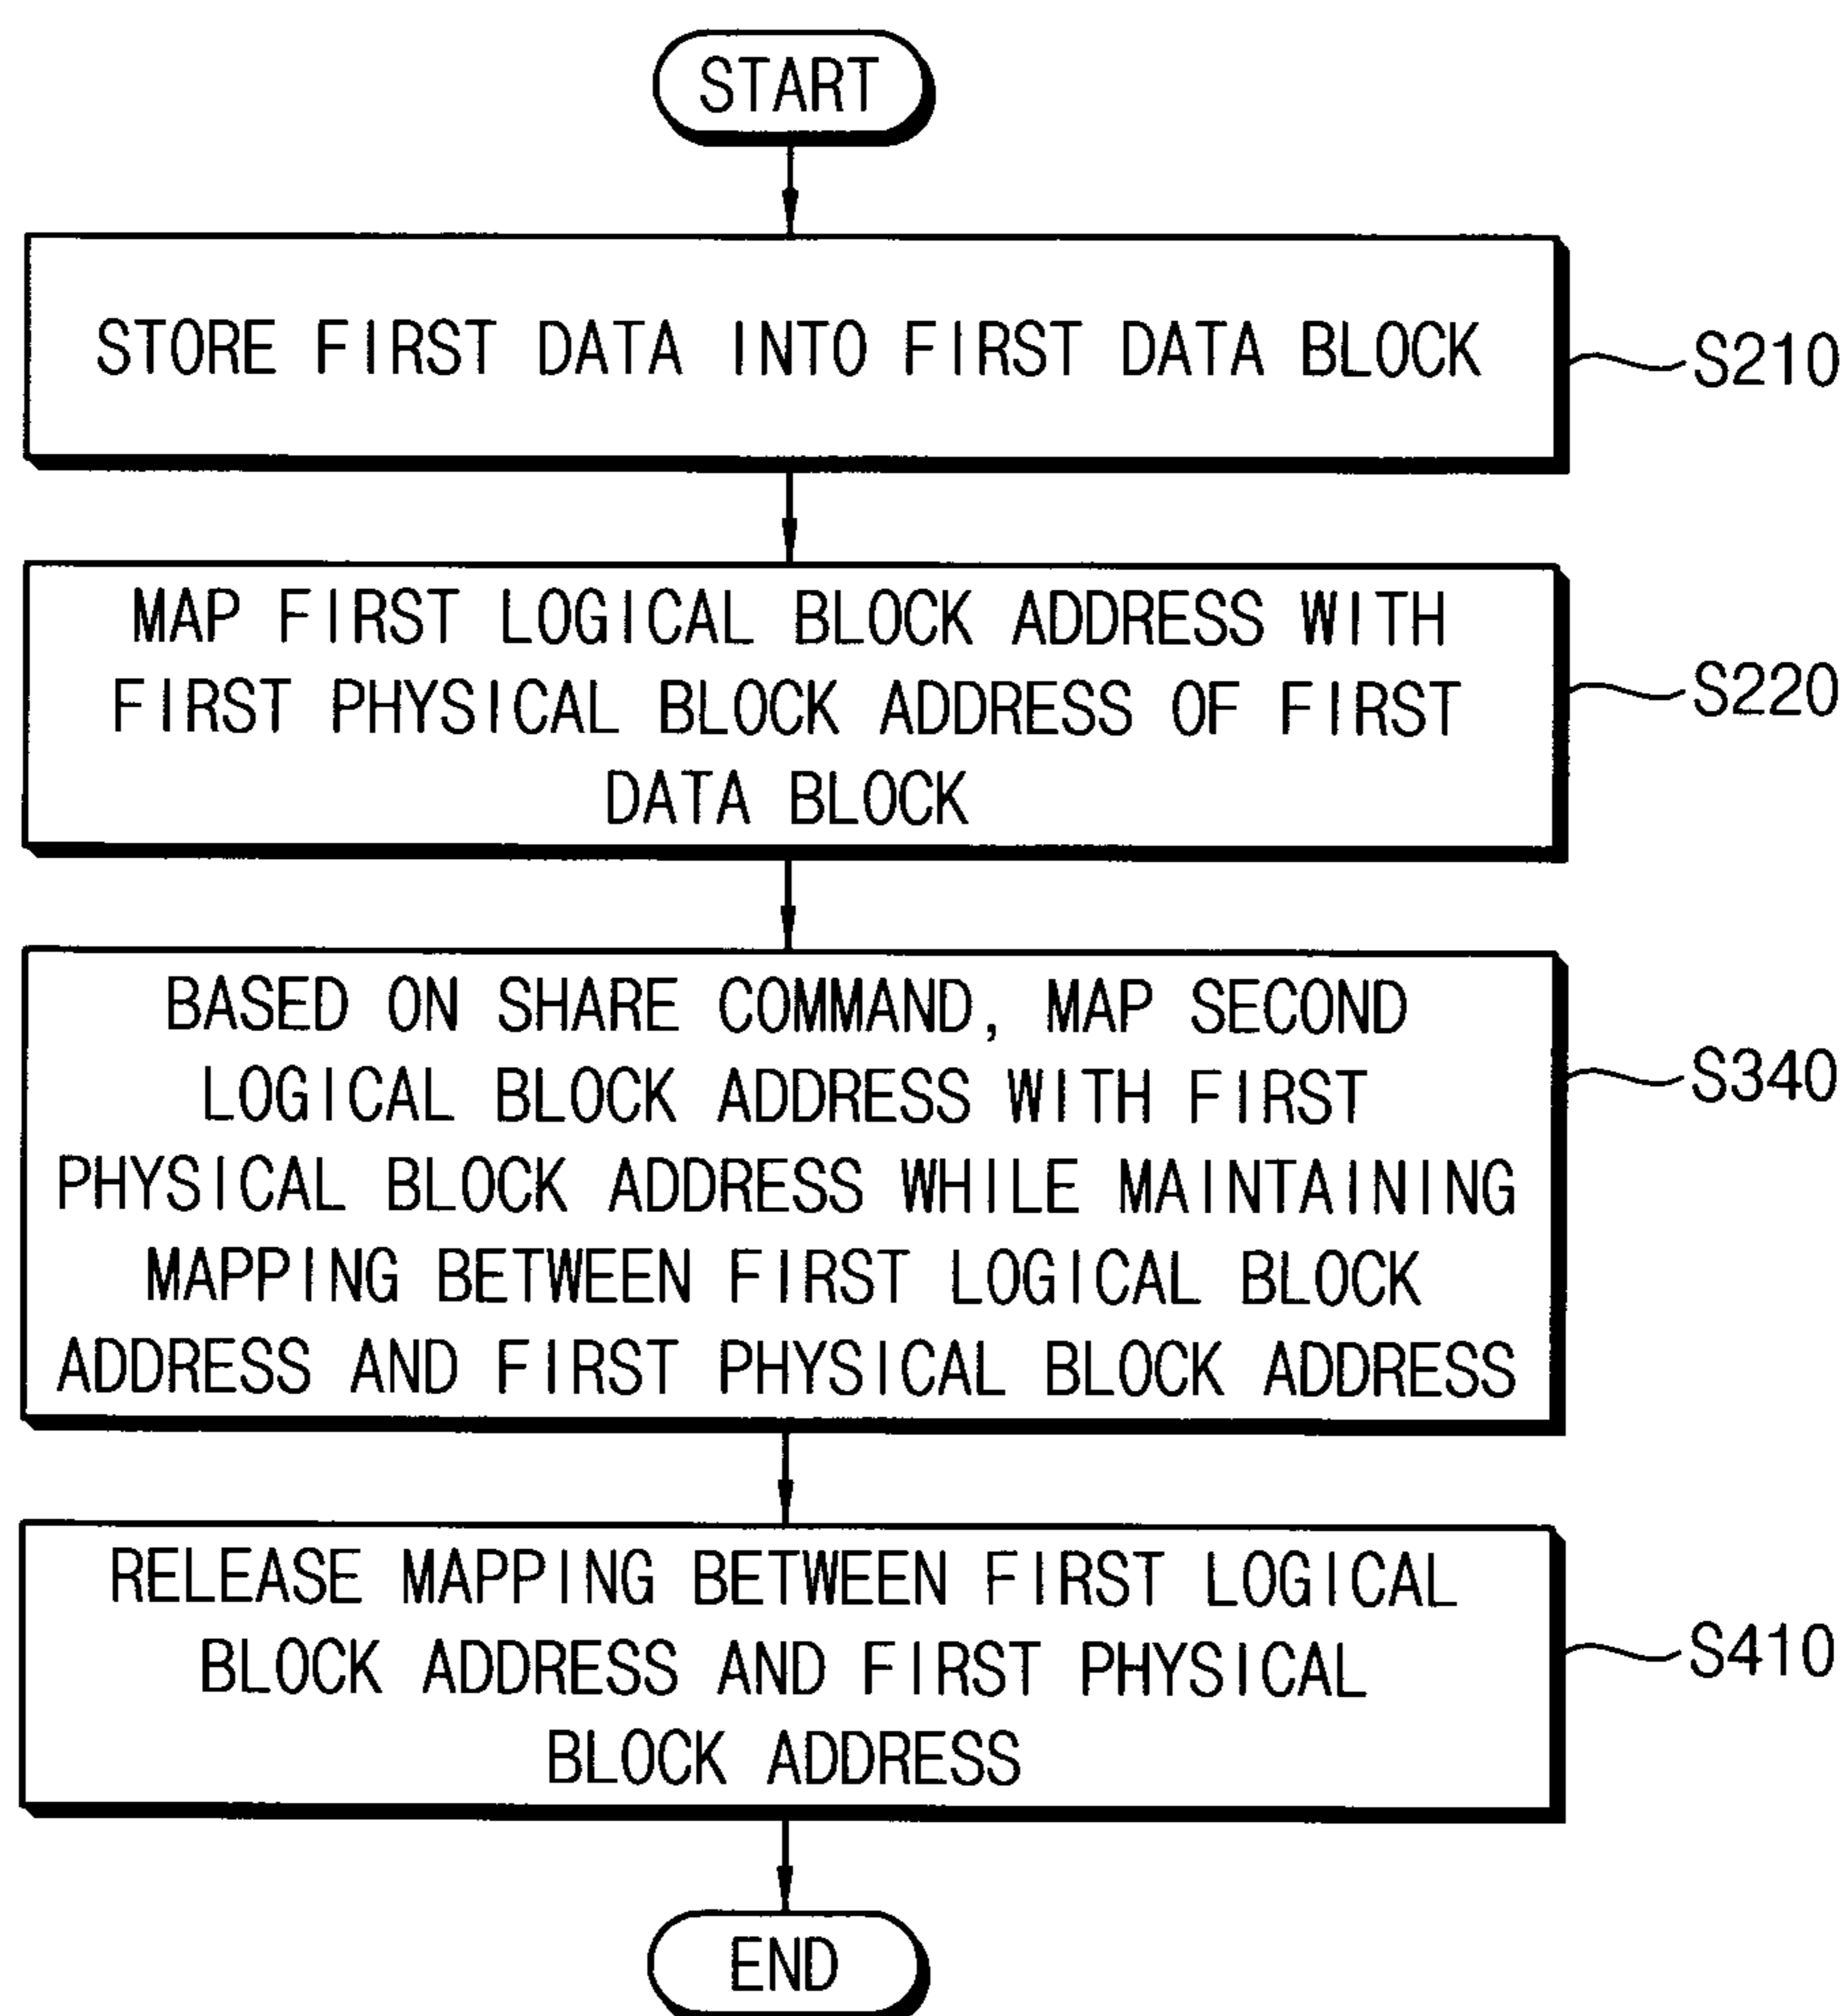 START
STORE FIRST DATA INTO FIRST DATA BLOCK
S210
MAP FIRST LOGICAL BLOCK ADDRESS WITH
FIRST PHYSICAL BLOCK ADDRESS OF FIRST
DATA BLOCK
S220
BASED ON SHARE COMMAND, MAP SECOND
LOGICAL BLOCK ADDRESS WITH FIRST
PHYSICAL BLOCK ADDRESS WHILE MAINTAINING
MAPPING BETWEEN FIRST LOGICAL BLOCK
ADDRESS AND FIRST PHYSICAL BLOCK ADDRESS
S340
RELEASE MAPPING BETWEEN FIRST LOGICAL
BLOCK ADDRESS AND FIRST PHYSICAL
BLOCK ADDRESS
S410
END